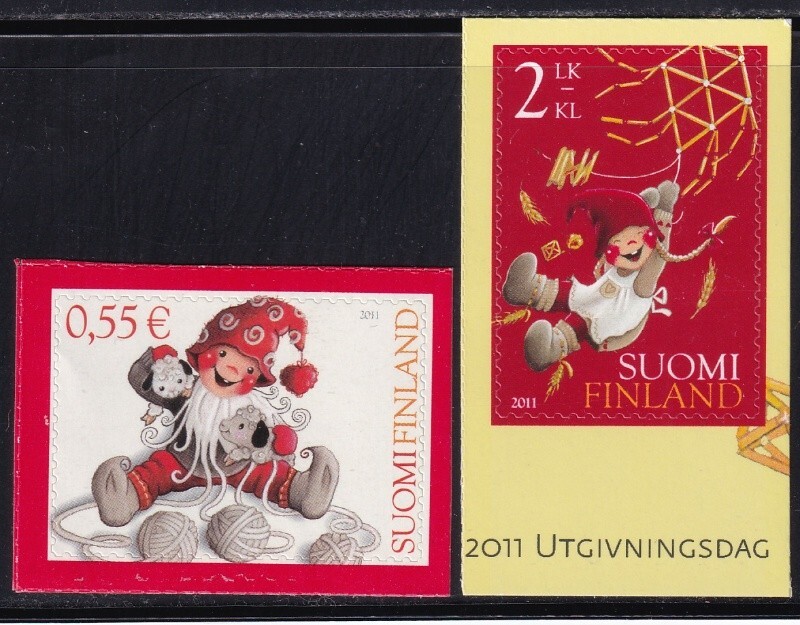 0,55 €
2011
SUOMI FINLAND
2 LK
– KL
SUOMI
FINLAND
2011
2011 UTGIVNINGSDAG